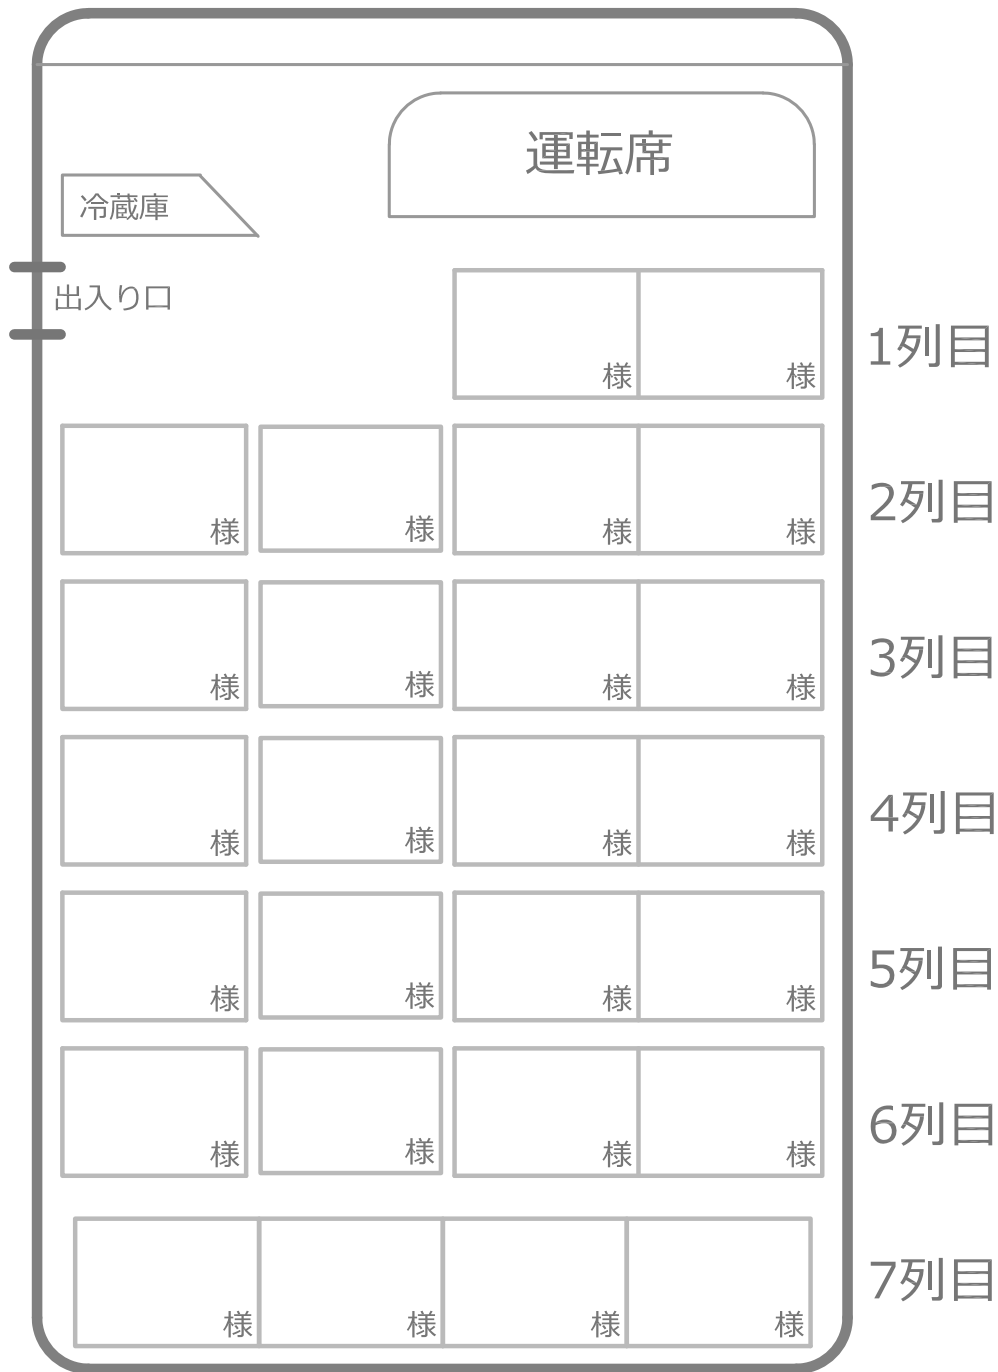 運転席
冷蔵庫
出入り口
様 様 1列目
様 様 様 様 2列目
様 様 様 様 3列目
様 様 様 様 4列目
様 様 様 様 5列目
様 様 様 様 6列目
様 様 様 様 7列目